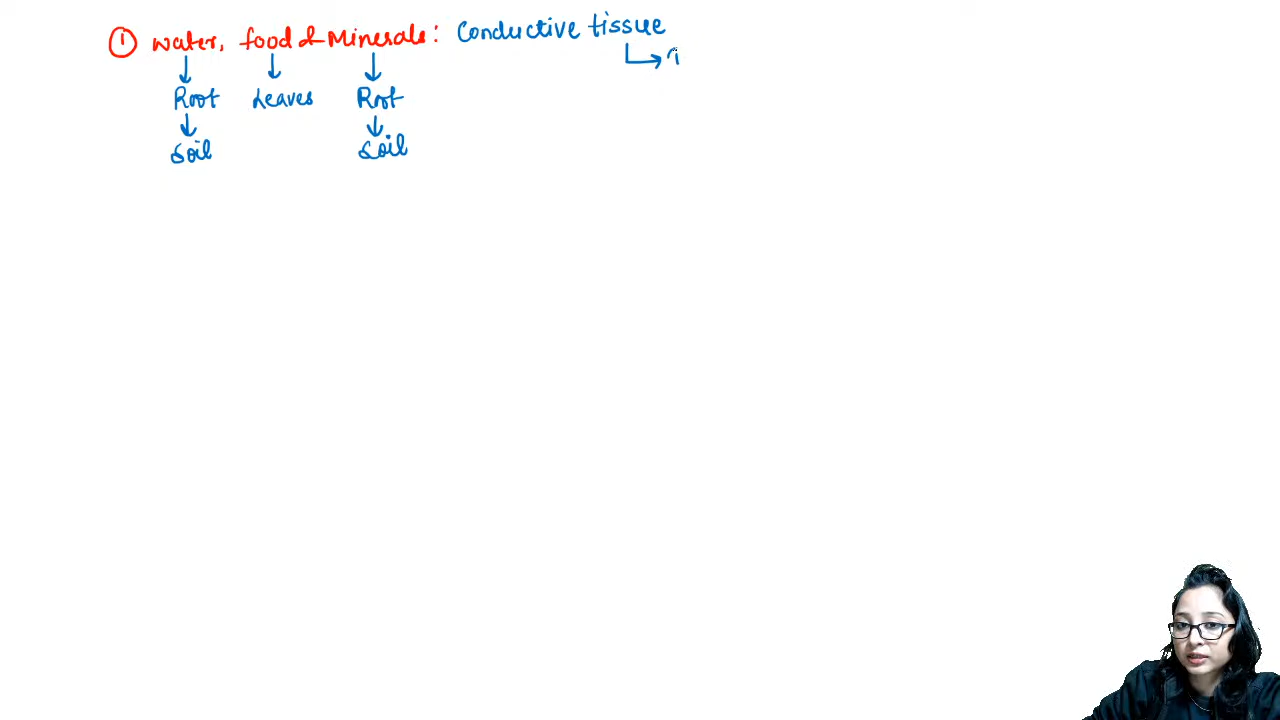 ① water, food & Minerals: Conductive tissue
Root Leaves Root
Soil Soil